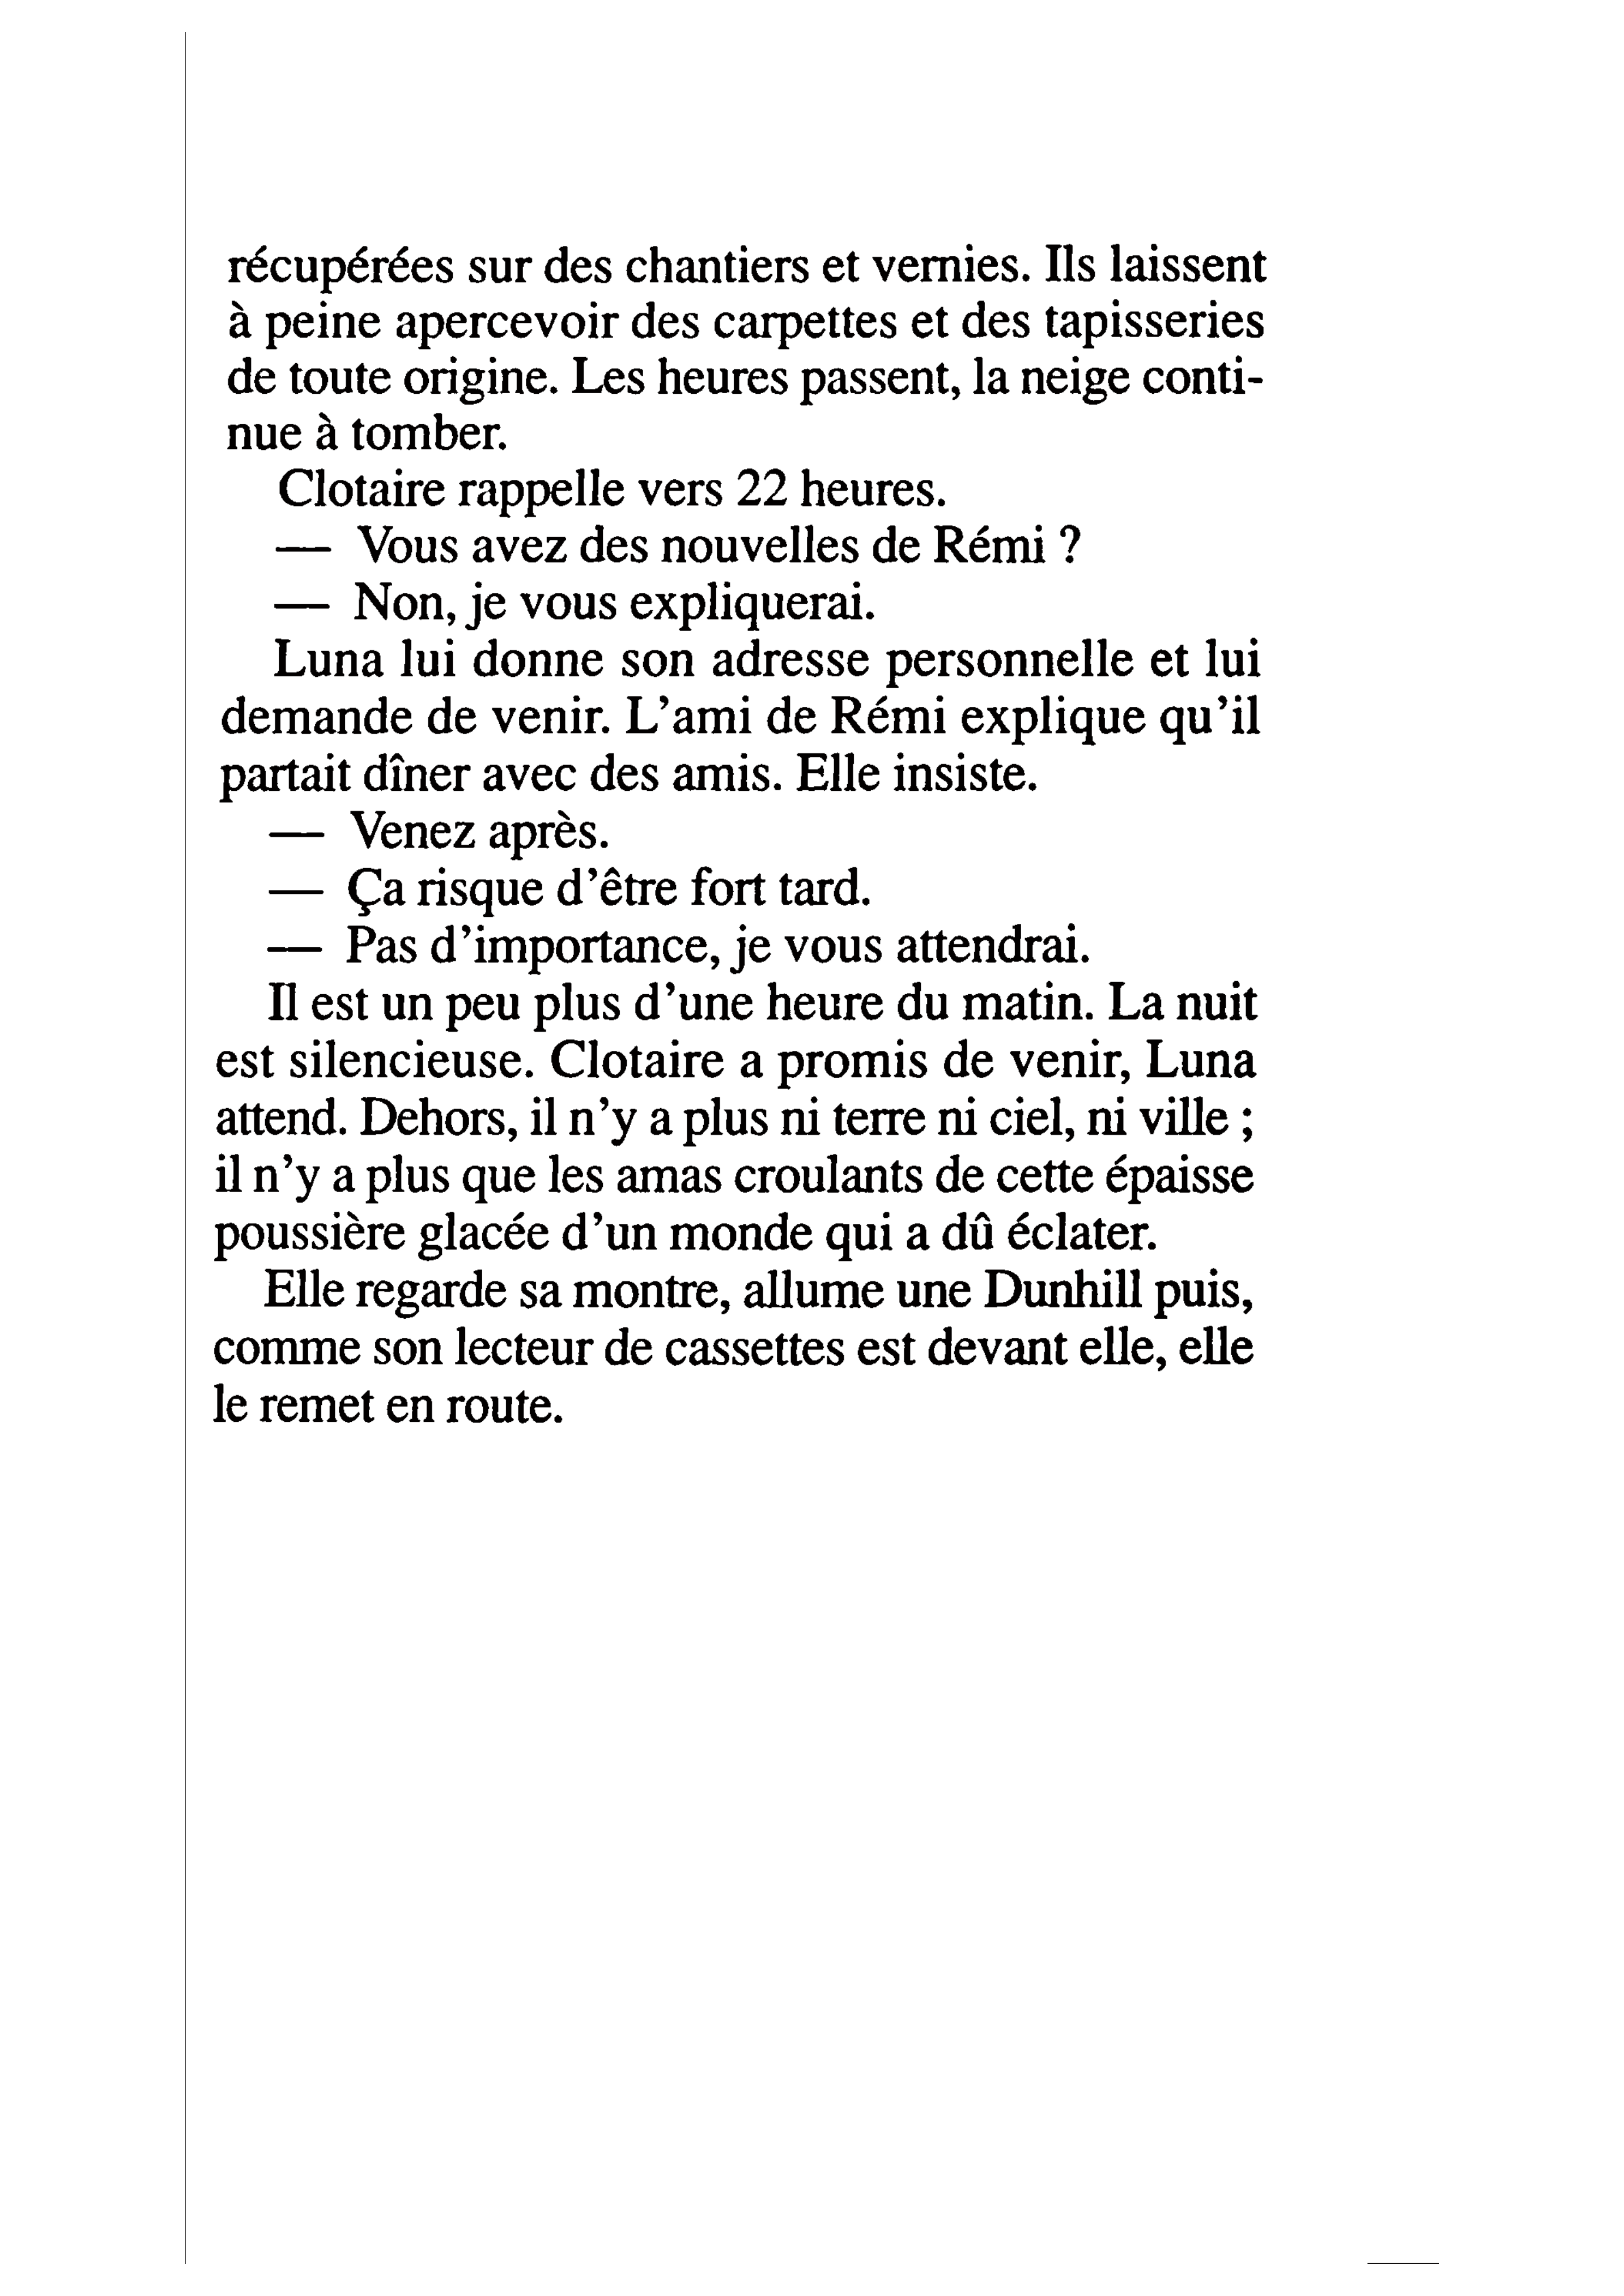 récupérées sur des chantiers et vernies. Ils laissent
à peine apercevoir des carpettes et des tapisseries
de toute origine. Les heures passent, la neige conti-
nue à tomber.
Clotaire rappelle vers 22 heures.
— Vous avez des nouvelles de Rémi ?
— Non, je vous expliquerai.
Luna lui donne son adresse personnelle et lui
demande de venir. L'ami de Rémi explique qu'il
partait dîner avec des amis. Elle insiste.
— Venez après.
— Ça risque d'être fort tard.
— Pas d'importance, je vous attendrai.
Il est un peu plus d'une heure du matin. La nuit
est silencieuse. Clotaire a promis de venir, Luna
attend. Dehors, il n'y a plus ni terre ni ciel, ni ville ;
il n'y a plus que les amas croulants de cette épaisse
poussière glacée d'un monde qui a dû éclater.
Elle regarde sa montre, allume une Dunhill puis,
comme son lecteur de cassettes est devant elle, elle
le remet en route.